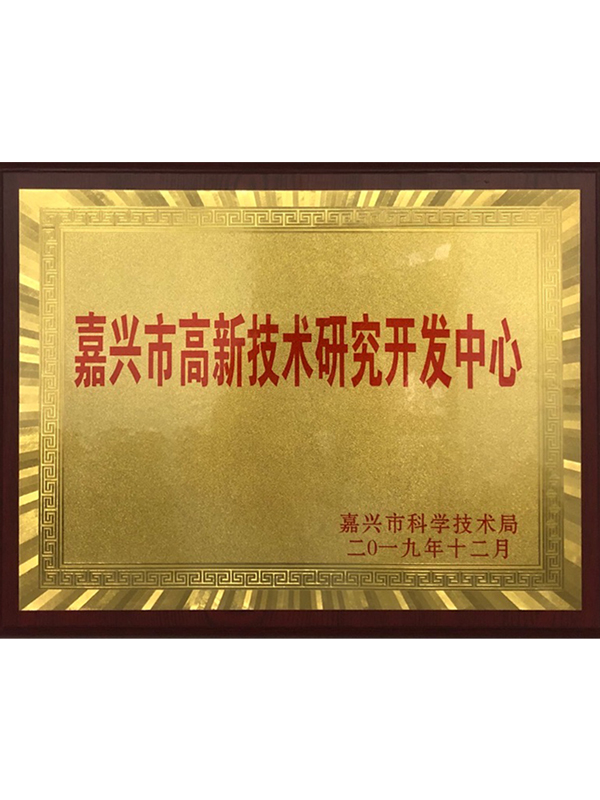 嘉兴市高新技术研究开发中心
嘉兴市科学技术局
二〇一九年十二月